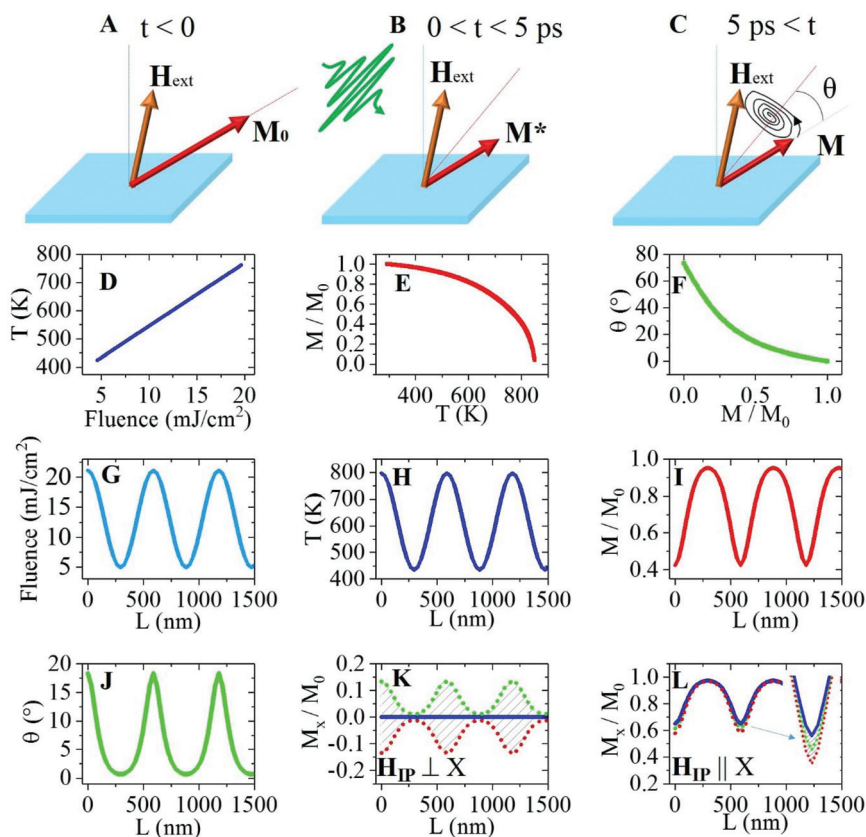 A t < 0
B 0 < t < 5 ps
C 5 ps < t
Hext
M0
Hext
M*
Hext
θ
M
D
T (K)
800
700
600
500
400
5 10 15 20
Fluence (mJ/cm²)
E
M / M0
1.0
0.8
0.6
0.4
0.2
0.0
400 600 800
T (K)
F
θ (°)
80
60
40
20
0
0.0 0.5 1.0
M / M0
G
Fluence (mJ/cm²)
20
15
10
5
0 500 1000 1500
L (nm)
H
T (K)
800
700
600
500
400
0 500 1000 1500
L (nm)
I
M / M0
1.0
0.8
0.6
0.4
0 500 1000 1500
L (nm)
J
θ (°)
20
15
10
5
0
0 500 1000 1500
L (nm)
K
Mx / M0
0.2
0.1
0.0
-0.1
-0.2
HIP ⊥ X
0 500 1000 1500
L (nm)
L
Mx / M0
1.0
0.8
0.6
0.4
0.2
HIP || X
0 500 1000 1500
L (nm)